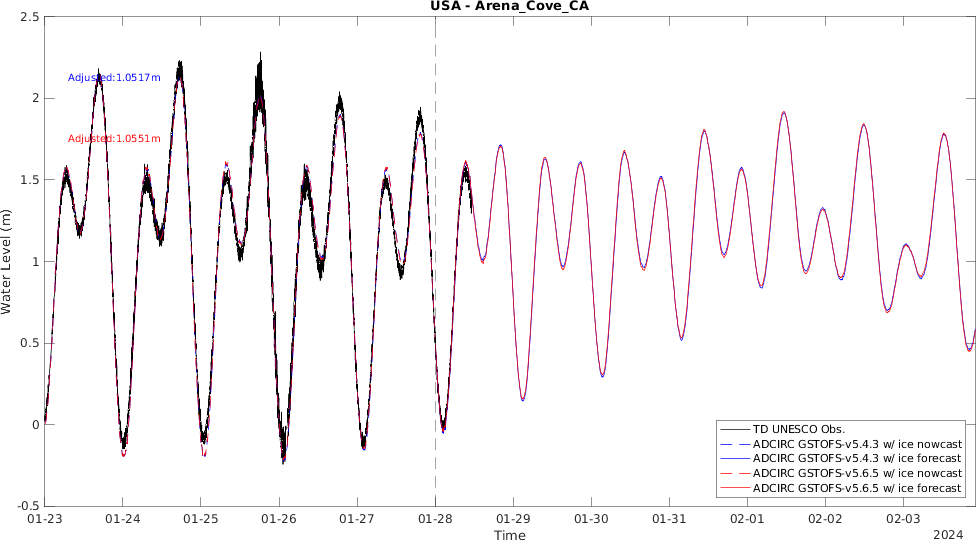 USA - Arena_Cove_CA
2.5
2
1.5
1
0.5
0
-0.5
Water Level (m)
Adjusted:1.0517m
Adjusted:1.0551m
TD UNESCO Obs.
ADCIRC GSTOFS-v5.4.3 w/ ice nowcast
ADCIRC GSTOFS-v5.4.3 w/ ice forecast
ADCIRC GSTOFS-v5.6.5 w/ ice nowcast
ADCIRC GSTOFS-v5.6.5 w/ ice forecast
01-23 01-24 01-25 01-26 01-27 01-28 01-29 01-30 01-31 02-01 02-02 02-03
Time
2024